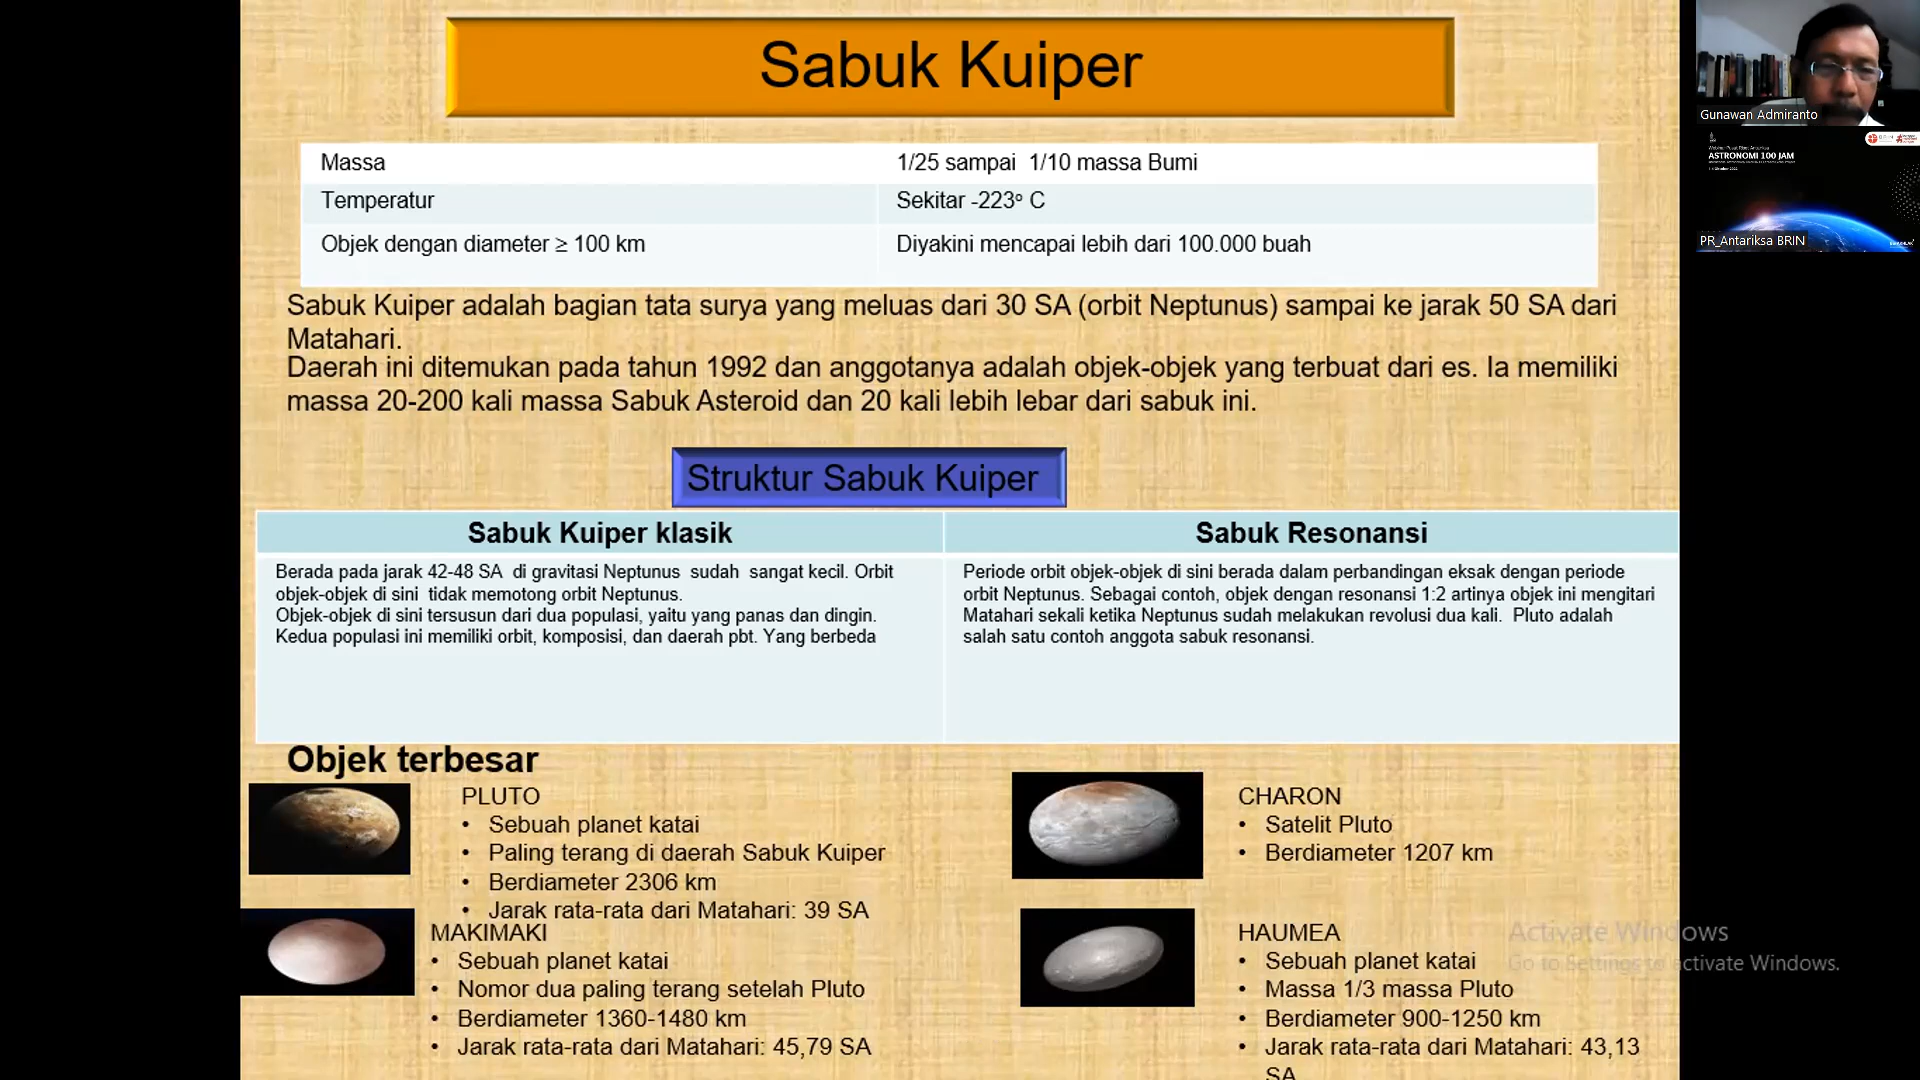 Sabuk Kuiper
Massa 1/25 sampai 1/10 massa Bumi
Temperatur Sekitar -223º C
Objek dengan diameter ≥ 100 km Diyakini mencapai lebih dari 100.000 buah
Sabuk Kuiper adalah bagian tata surya yang meluas dari 30 SA (orbit Neptunus) sampai ke jarak 50 SA dari
Matahari.
Daerah ini ditemukan pada tahun 1992 dan anggotanya adalah objek-objek yang terbuat dari es. Ia memiliki
massa 20-200 kali massa Sabuk Asteroid dan 20 kali lebih lebar dari sabuk ini.
Struktur Sabuk Kuiper
Sabuk Kuiper klasik
Berada pada jarak 42-48 SA di gravitasi Neptunus sudah sangat kecil. Orbit
objek-objek di sini tidak memotong orbit Neptunus.
Objek-objek di sini tersusun dari dua populasi, yaitu yang panas dan dingin.
Kedua populasi ini memiliki orbit, komposisi, dan daerah pbt. Yang berbeda
Sabuk Resonansi
Periode orbit objek-objek di sini berada dalam perbandingan eksak dengan periode
orbit Neptunus. Sebagai contoh, objek dengan resonansi 1:2 artinya objek ini mengitari
Matahari sekali ketika Neptunus sudah melakukan revolusi dua kali. Pluto adalah
salah satu contoh anggota sabuk resonansi.
Objek terbesar
PLUTO
• Sebuah planet katai
• Paling terang di daerah Sabuk Kuiper
• Berdiameter 2306 km
• Jarak rata-rata dari Matahari: 39 SA
CHARON
• Satelit Pluto
• Berdiameter 1207 km
MAKIMAKI
• Sebuah planet katai
• Nomor dua paling terang setelah Pluto
• Berdiameter 1360-1480 km
• Jarak rata-rata dari Matahari: 45,79 SA
HAUMEA
• Sebuah planet katai
• Massa 1/3 massa Pluto
• Berdiameter 900-1250 km
• Jarak rata-rata dari Matahari: 43,13
SA
Activate Windows
Go to Settings to activate Windows.
Gunawan Admiranto
ASTRONOMI 100 JAM
PR_Antariksa BRIN